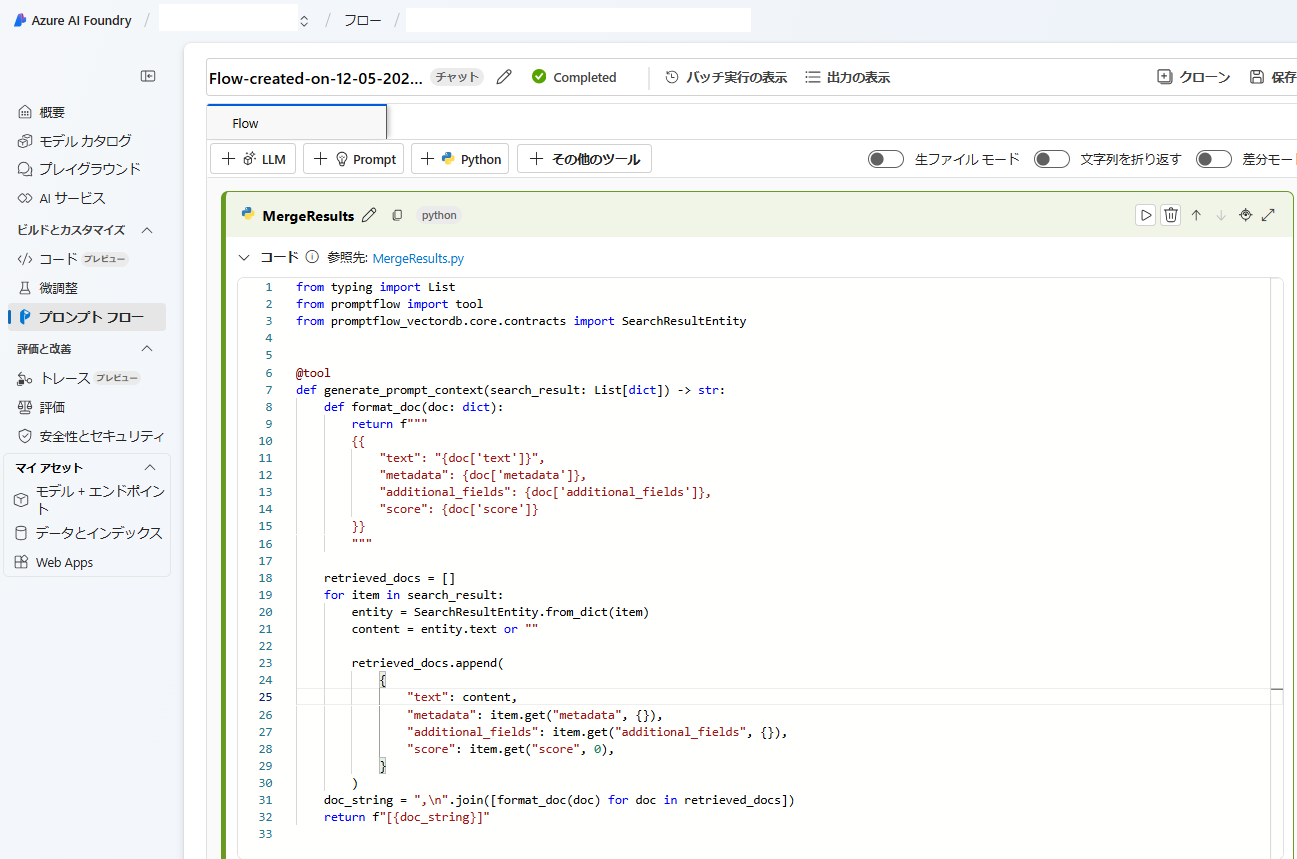 Azure AI Foundry / / フロー /
Flow-created-on-12-05-202... チャット Completed バッチ実行の表示 出力の表示 クローン 保存
概要
モデル カタログ
プレイグラウンド
AI サービス
ビルドとカスタマイズ
コード プレビュー
微調整
プロンプト フロー
評価と改善
トレース プレビュー
評価
安全性とセキュリティ
マイ アセット
モデル + エンドポイン
ト
データとインデックス
Web Apps
Flow
LLM Prompt Python その他のツール 生ファイル モード 文字列を折り返す 差分モー
MergeResults python
コード 参照先: MergeResults.py
1 from typing import List
2 from promptflow import tool
3 from promptflow_vectordb.core.contracts import SearchResultEntity
4
5
6 @tool
7 def generate_prompt_context(search_result: List[dict]) -> str:
8     def format_doc(doc: dict):
9         return f"""
10         {{
11             "text": "{doc['text']}",
12             "metadata": {doc['metadata']},
13             "additional_fields": {doc['additional_fields']},
14             "score": {doc['score']}
15         }}
16         """
17
18     retrieved_docs = []
19     for item in search_result:
20         entity = SearchResultEntity.from_dict(item)
21         content = entity.text or ""
22
23         retrieved_docs.append(
24             {
25                 "text": content,
26                 "metadata": item.get("metadata", {}),
27                 "additional_fields": item.get("additional_fields", {}),
28                 "score": item.get("score", 0),
29             }
30         )
31     doc_string = ",\n".join([format_doc(doc) for doc in retrieved_docs])
32     return f"[{doc_string}]"
33